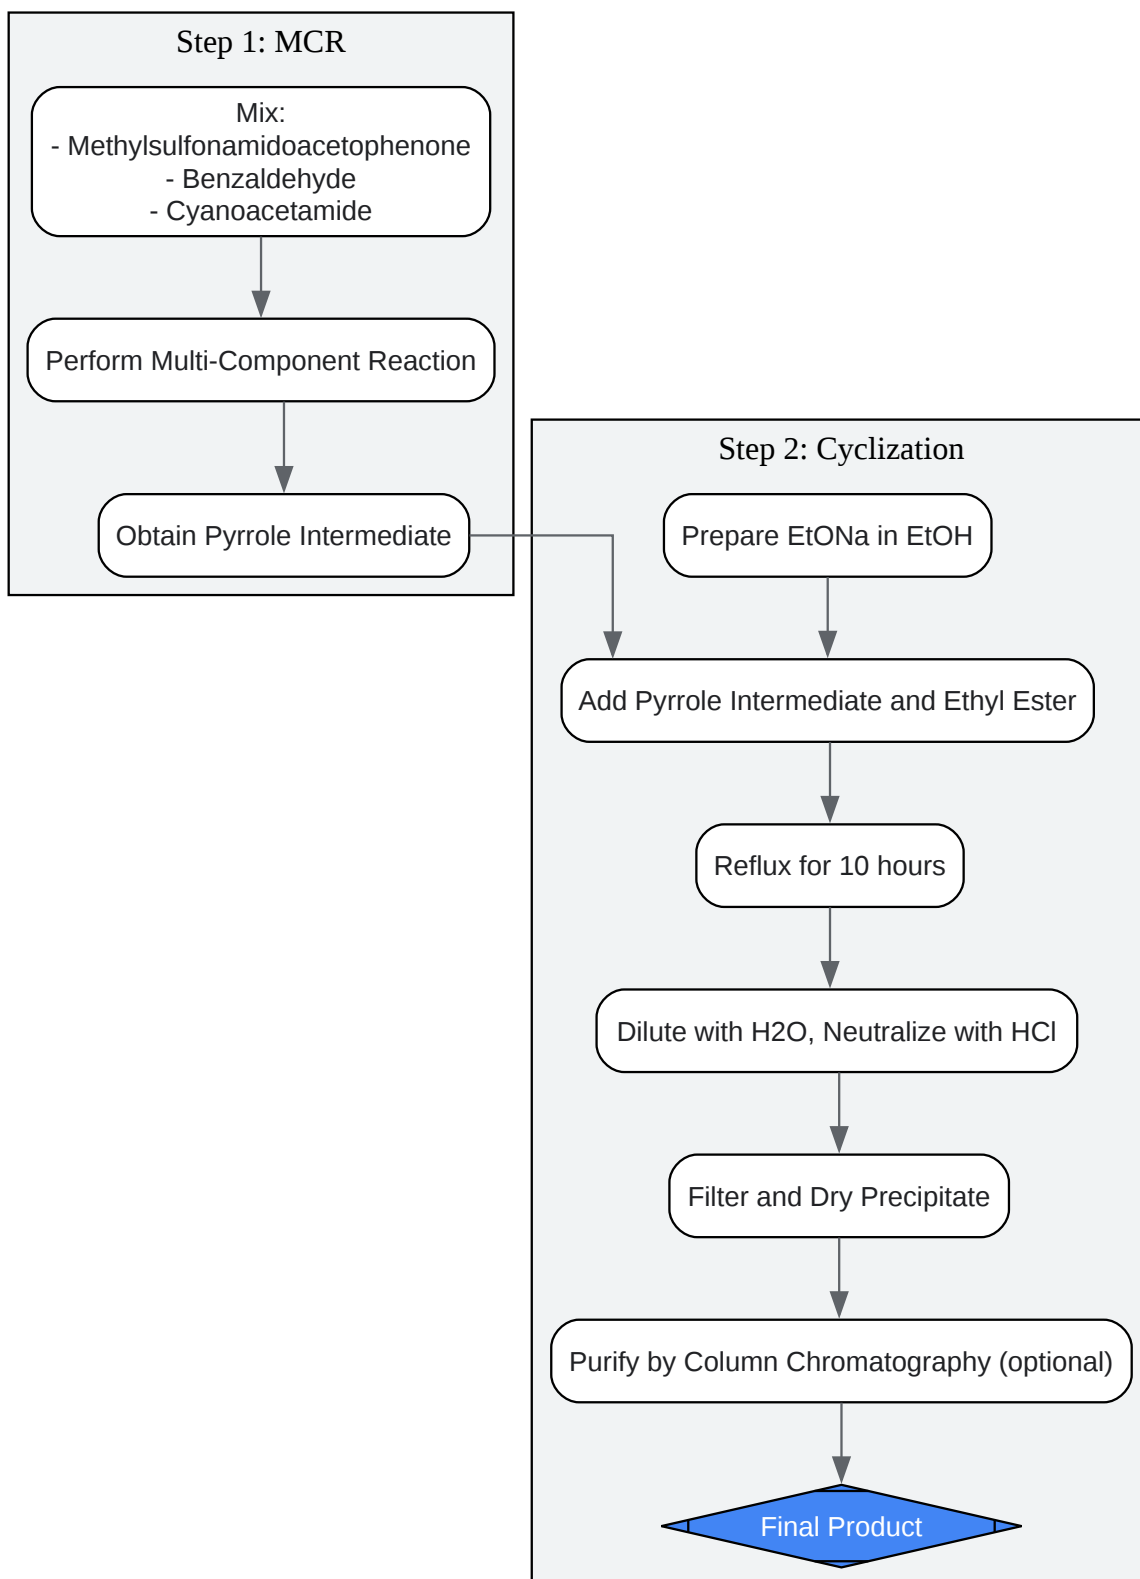 Step 1: MCR
Mix:
- Methylsulfonamidoacetophenone
- Benzaldehyde
- Cyanoacetamide
Perform Multi-Component Reaction
Obtain Pyrrole Intermediate
Step 2: Cyclization
Prepare EtONa in EtOH
Add Pyrrole Intermediate and Ethyl Ester
Reflux for 10 hours
Dilute with H2O, Neutralize with HCl
Filter and Dry Precipitate
Purify by Column Chromatography (optional)
Final Product